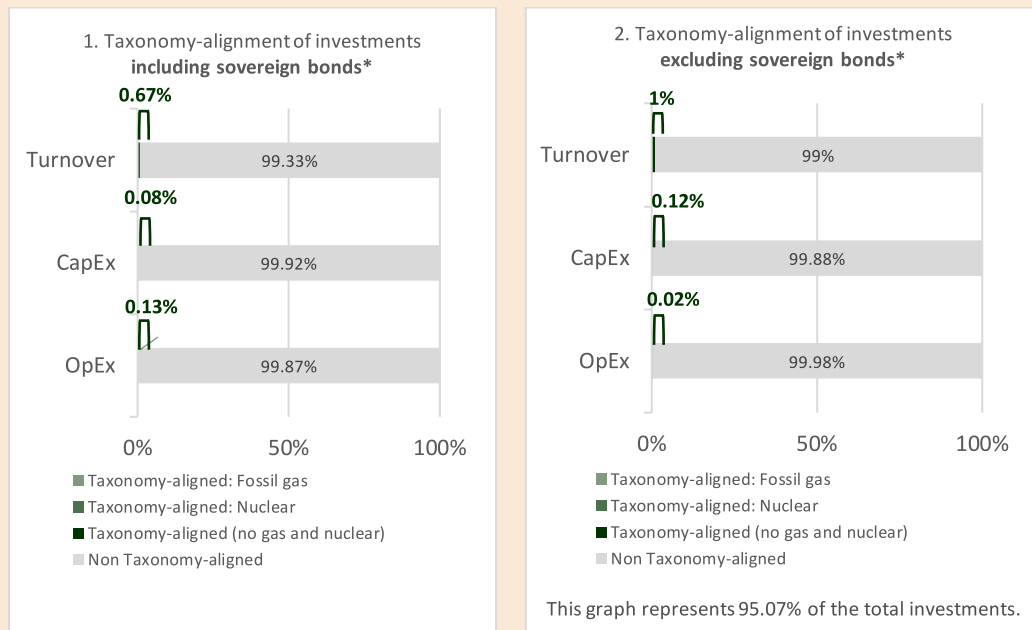 1. Taxonomy-alignment of investments
including sovereign bonds*
0.67%
Turnover
99.33%
0.08%
CapEx
99.92%
0.13%
OpEx
99.87%
0%
50%
100%
Taxonomy-aligned: Fossil gas
Taxonomy-aligned: Nuclear
Taxonomy-aligned (no gas and nuclear)
Non Taxonomy-aligned
2. Taxonomy-alignment of investments
excluding sovereign bonds*
1%
Turnover
99%
0.12%
CapEx
99.88%
0.02%
OpEx
99.98%
0%
50%
100%
Taxonomy-aligned: Fossil gas
Taxonomy-aligned: Nuclear
Taxonomy-aligned (no gas and nuclear)
Non Taxonomy-aligned
This graph represents 95.07% of the total investments.